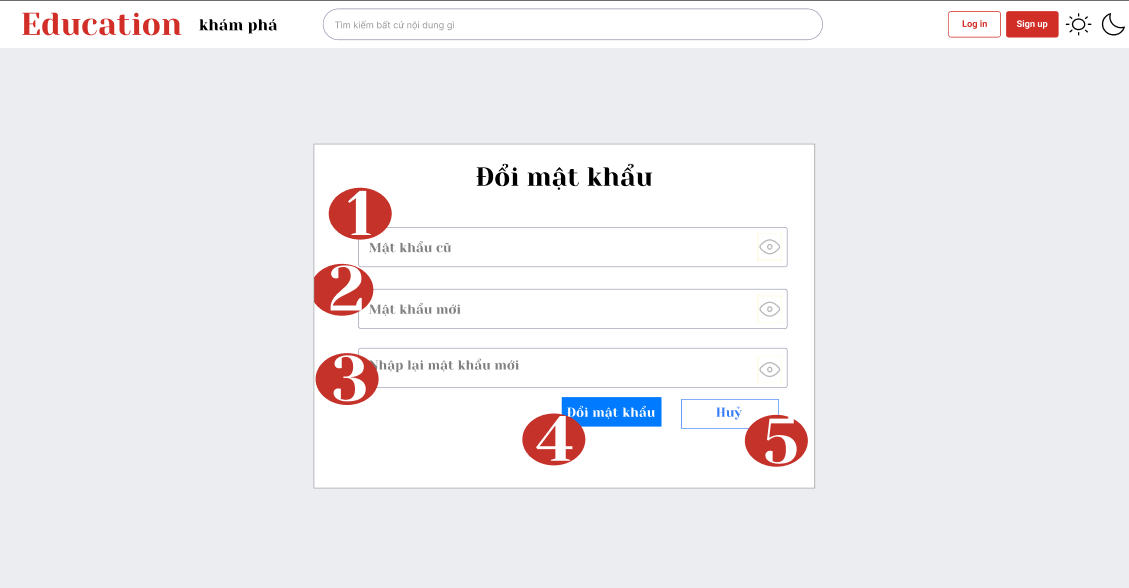 Education khám phá Tìm kiếm bất cứ nội dung gì Log in Sign up
Đổi mật khẩu
1
Mật khẩu cũ
2
Mật khẩu mới
3
Nhập lại mật khẩu mới
Đổi mật khẩu Huỷ
4 5